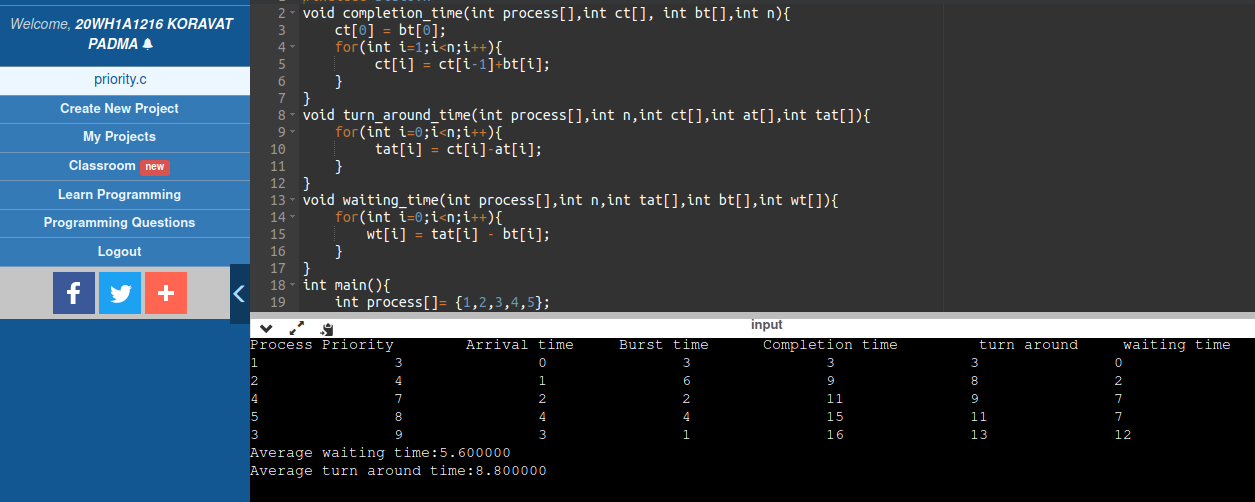 Welcome, 20WH1A1216 KORAVAT
PADMA
priority.c
Create New Project
My Projects
Classroom new
Learn Programming
Programming Questions
Logout
2 void completion_time(int process[],int ct[], int bt[],int n){
3 ct[0] = bt[0];
4 for(int i=1;i<n;i++){
5 ct[i] = ct[i-1]+bt[i];
6 }
7 }
8 void turn_around_time(int process[],int n,int ct[],int at[],int tat[]){
9 for(int i=0;i<n;i++){
10 tat[i] = ct[i]-at[i];
11 }
12 }
13 void waiting_time(int process[],int n,int tat[],int bt[],int wt[]){
14 for(int i=0;i<n;i++){
15 wt[i] = tat[i] - bt[i];
16 }
17 }
18 int main(){
19 int process[]= {1,2,3,4,5};
input
Process Priority Arrival time Burst time Completion time turn around waiting time
1 3 0 3 3 3 0
2 4 1 6 9 8 2
4 7 2 2 11 9 7
5 8 4 4 15 11 7
3 9 3 1 16 13 12
Average waiting time:5.600000
Average turn around time:8.800000